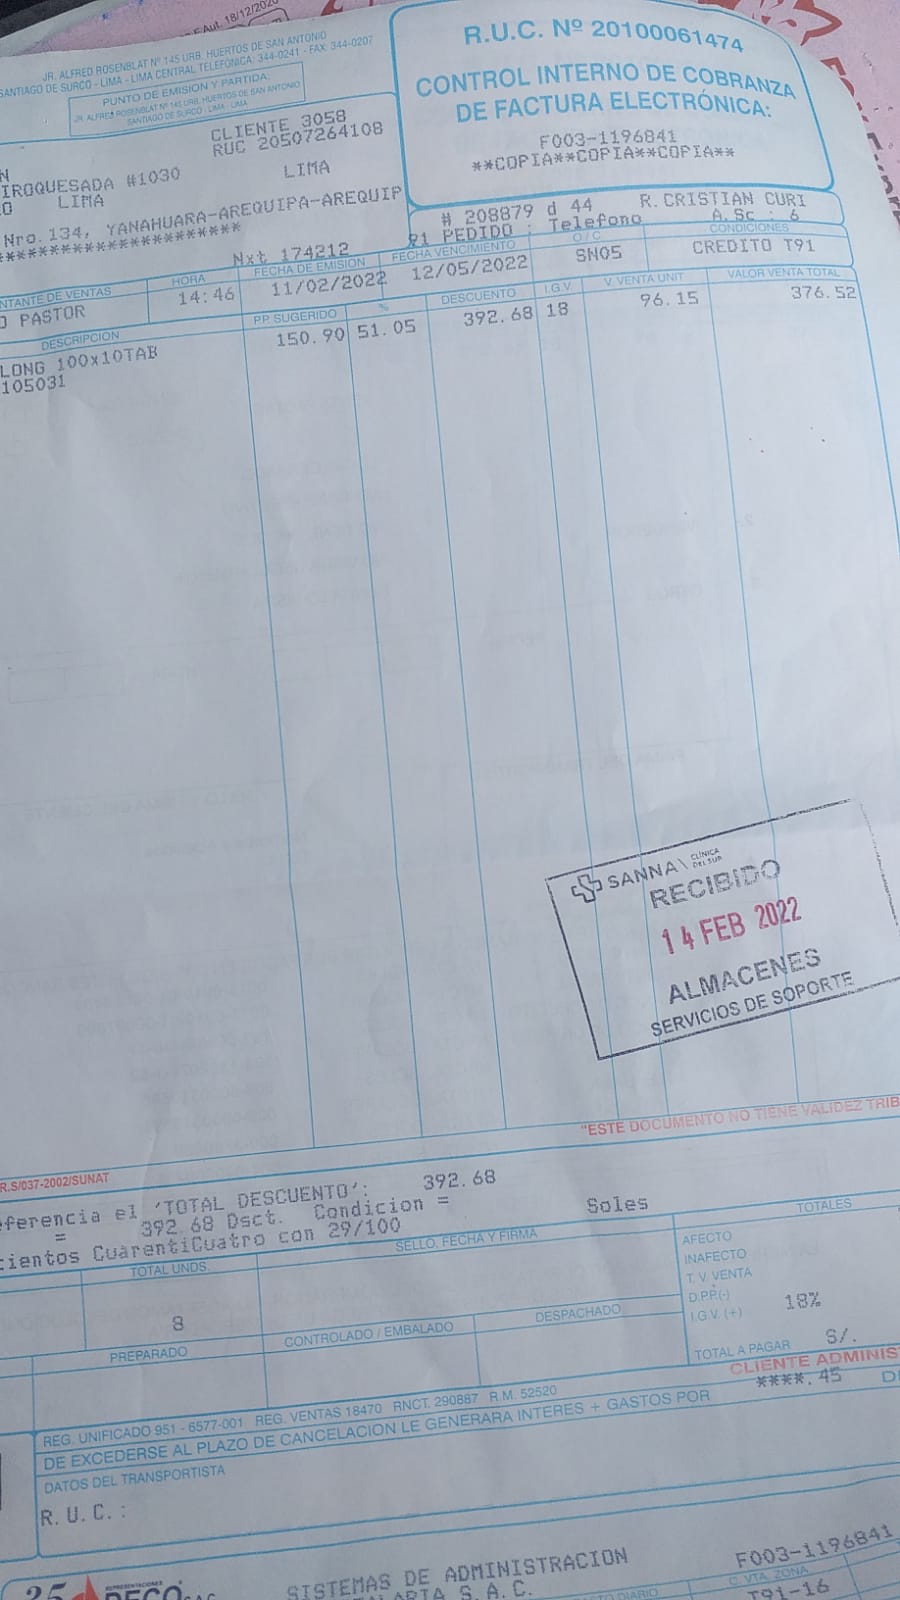 Aut. 18/12/20
JR. ALFRED ROSENBLAT Nº 145 URB. HUERTOS DE SAN ANTONIO
SANTIAGO DE SURCO - LIMA - LIMA CENTRAL TELEFÓNICA: 344-0241 - FAX: 344-0207
PUNTO DE EMISION Y PARTIDA:
JR. ALFRED ROSENBLAT Nº 145 URB. HUERTOS DE SAN ANTONIO
SANTIAGO DE SURCO - LIMA - LIMA
R.U.C. Nº 20100061474
CONTROL INTERNO DE COBRANZA
DE FACTURA ELECTRÓNICA:
F003-1196841
**COPIA**COPIA**COPIA**
CLIENTE 3058
RUC 20507264108
N
IROQUESADA #1030
O LIMA LIMA
Nro. 134, YANAHUARA-AREQUIPA-AREQUIP
Nxt 174212
# 208879 d 44 R.CRISTIAN CURI
PEDIDO : Telefono A. Sc : 6
NTANTE DE VENTAS HORA FECHA DE EMISION FECHA VENCIMIENTO O / C CONDICIONES
O PASTOR 14:46 11/02/2022 12/05/2022 SN05 CREDITO T91
DESCRIPCION PP. SUGERIDO % DESCUENTO I.G.V. V. VENTA UNIT VALOR VENTA TOTAL
LONG 100x10TAB 150.90 51.05 392.68 18 96.15 376.52
105031
SANNA\ CLÍNICA DEL SUR
RECIBIDO
14 FEB 2022
ALMACENES
SERVICIOS DE SOPORTE
"ESTE DOCUMENTO NO TIENE VALIDEZ TRIB
R.S/037-2002/SUNAT
ferencia el 'TOTAL DESCUENTO': 392.68
= 392.68 Dsct. Condicion =
cientos CuarentiCuatro con 29/100 Soles
TOTAL UNDS.
8
SELLO, FECHA Y FIRMA
TOTALES
AFECTO
INAFECTO
T. V. VENTA
D.P.P.(-)
I.G.V. (+) 18%
TOTAL A PAGAR S/.
PREPARADO CONTROLADO / EMBALADO DESPACHADO
CLIENTE ADMINIS
****.45
REG. UNIFICADO 951 - 6577-001 REG. VENTAS 18470 RNCT. 290887 R.M. 52520
DE EXCEDERSE AL PLAZO DE CANCELACION LE GENERARA INTERES + GASTOS POR
DATOS DEL TRANSPORTISTA
R.U.C.:
REPRESENTACIONES
DECO S.A.C.
SISTEMAS DE ADMINISTRACION
S.A.C.
F003-1196841
C. VTA. ZONA
T91-16